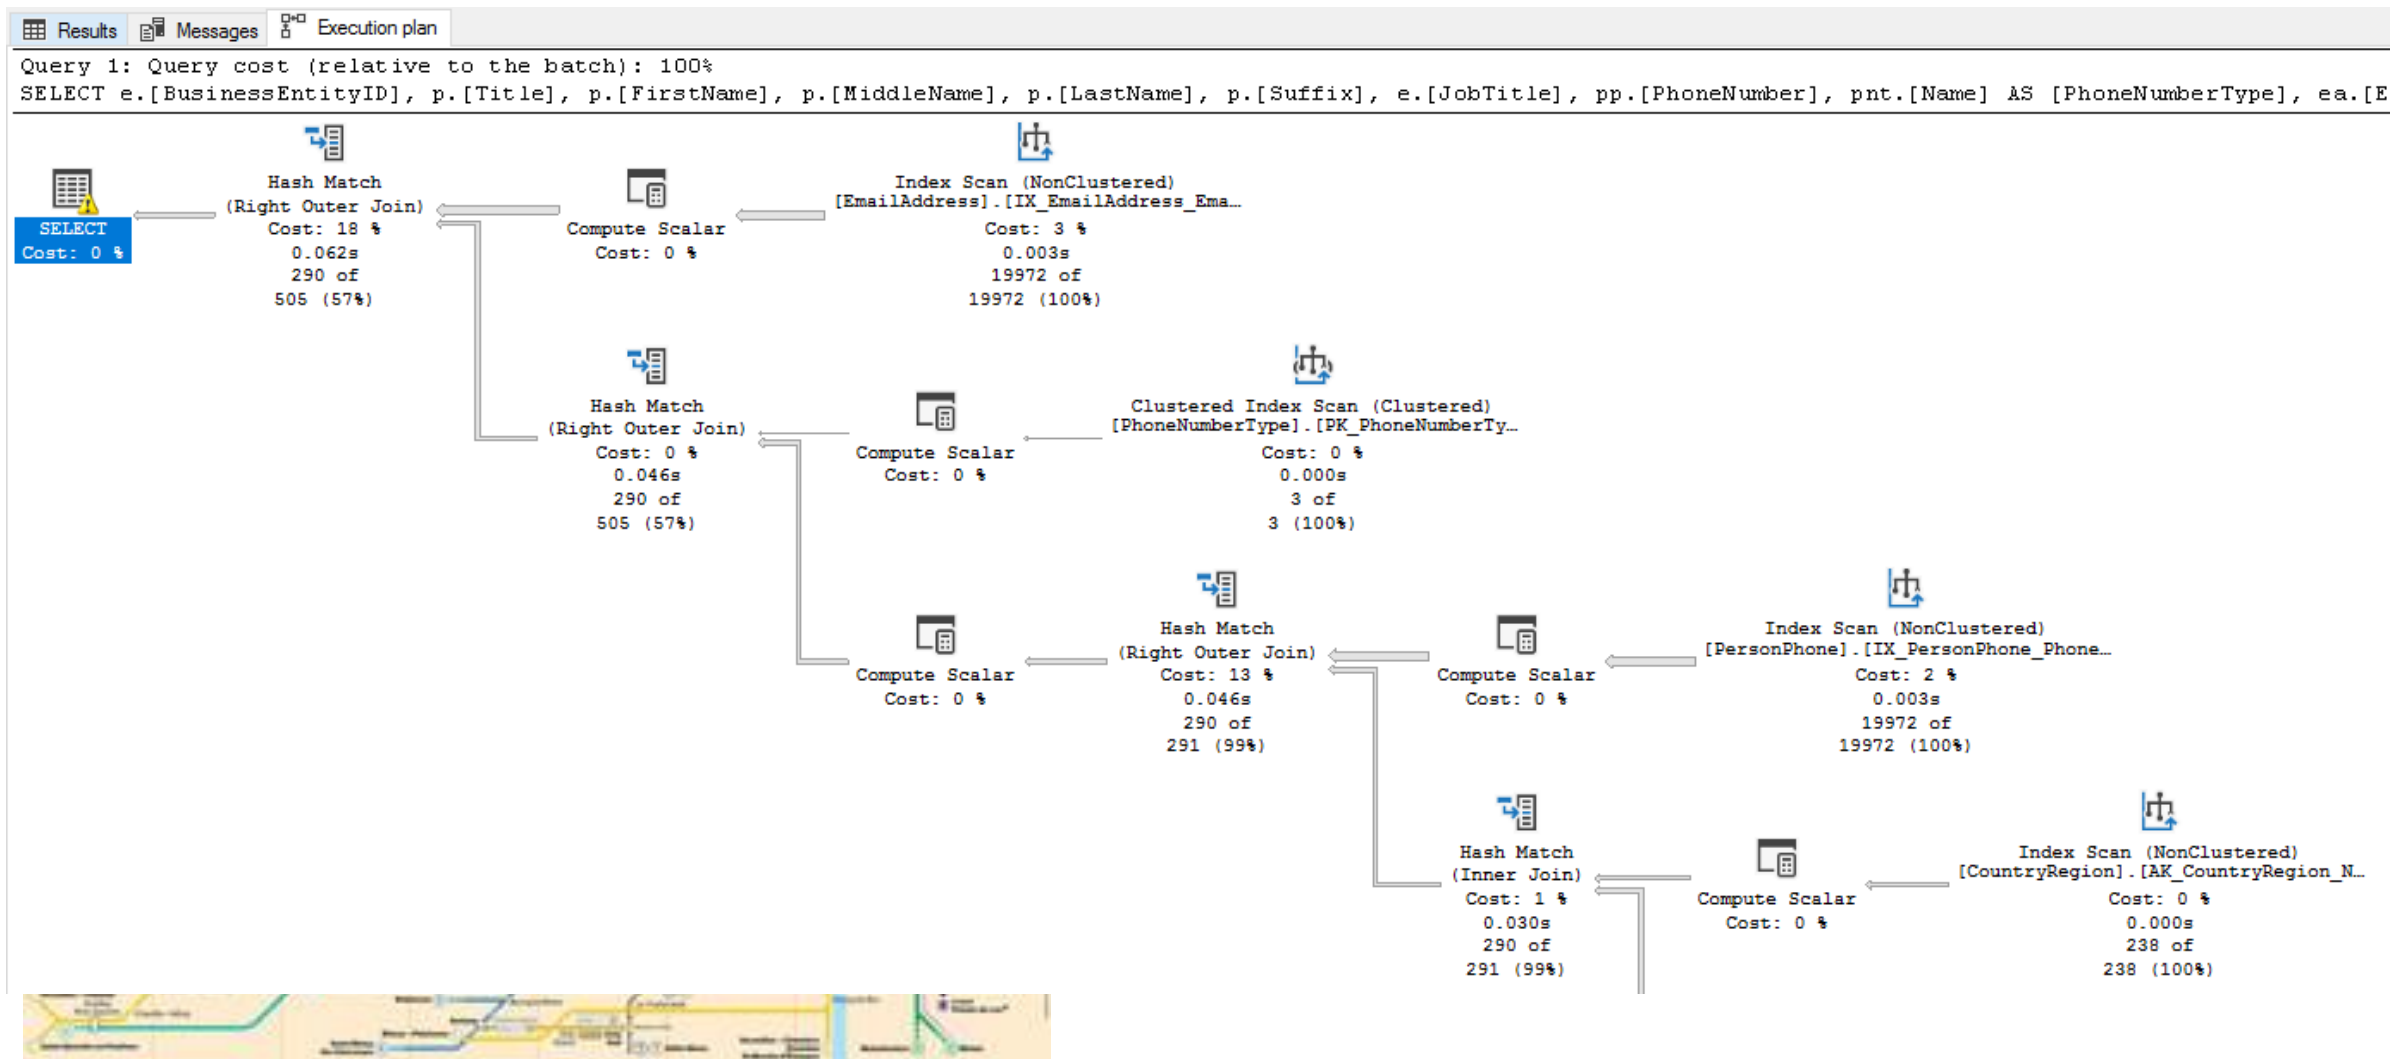 Results Messages Execution plan
Query 1: Query cost (relative to the batch): 100%
SELECT e.[BusinessEntityID], p.[Title], p.[FirstName], p.[MiddleName], p.[LastName], p.[Suffix], e.[JobTitle], pp.[PhoneNumber], pnt.[Name] AS [PhoneNumberType], ea.[E
SELECT
Cost: 0 %
Hash Match
(Right Outer Join)
Cost: 18 %
0.062s
290 of
505 (57%)
Compute Scalar
Cost: 0 %
Index Scan (NonClustered)
[EmailAddress].[IX_EmailAddress_Ema…
Cost: 3 %
0.003s
19972 of
19972 (100%)
Hash Match
(Right Outer Join)
Cost: 0 %
0.046s
290 of
505 (57%)
Compute Scalar
Cost: 0 %
Clustered Index Scan (Clustered)
[PhoneNumberType].[PK_PhoneNumberTy…
Cost: 0 %
0.000s
3 of
3 (100%)
Compute Scalar
Cost: 0 %
Hash Match
(Right Outer Join)
Cost: 13 %
0.046s
290 of
291 (99%)
Compute Scalar
Cost: 0 %
Index Scan (NonClustered)
[PersonPhone].[IX_PersonPhone_Phone…
Cost: 2 %
0.003s
19972 of
19972 (100%)
Hash Match
(Inner Join)
Cost: 1 %
0.030s
290 of
291 (99%)
Compute Scalar
Cost: 0 %
Index Scan (NonClustered)
[CountryRegion].[AK_CountryRegion_N…
Cost: 0 %
0.000s
238 of
238 (100%)